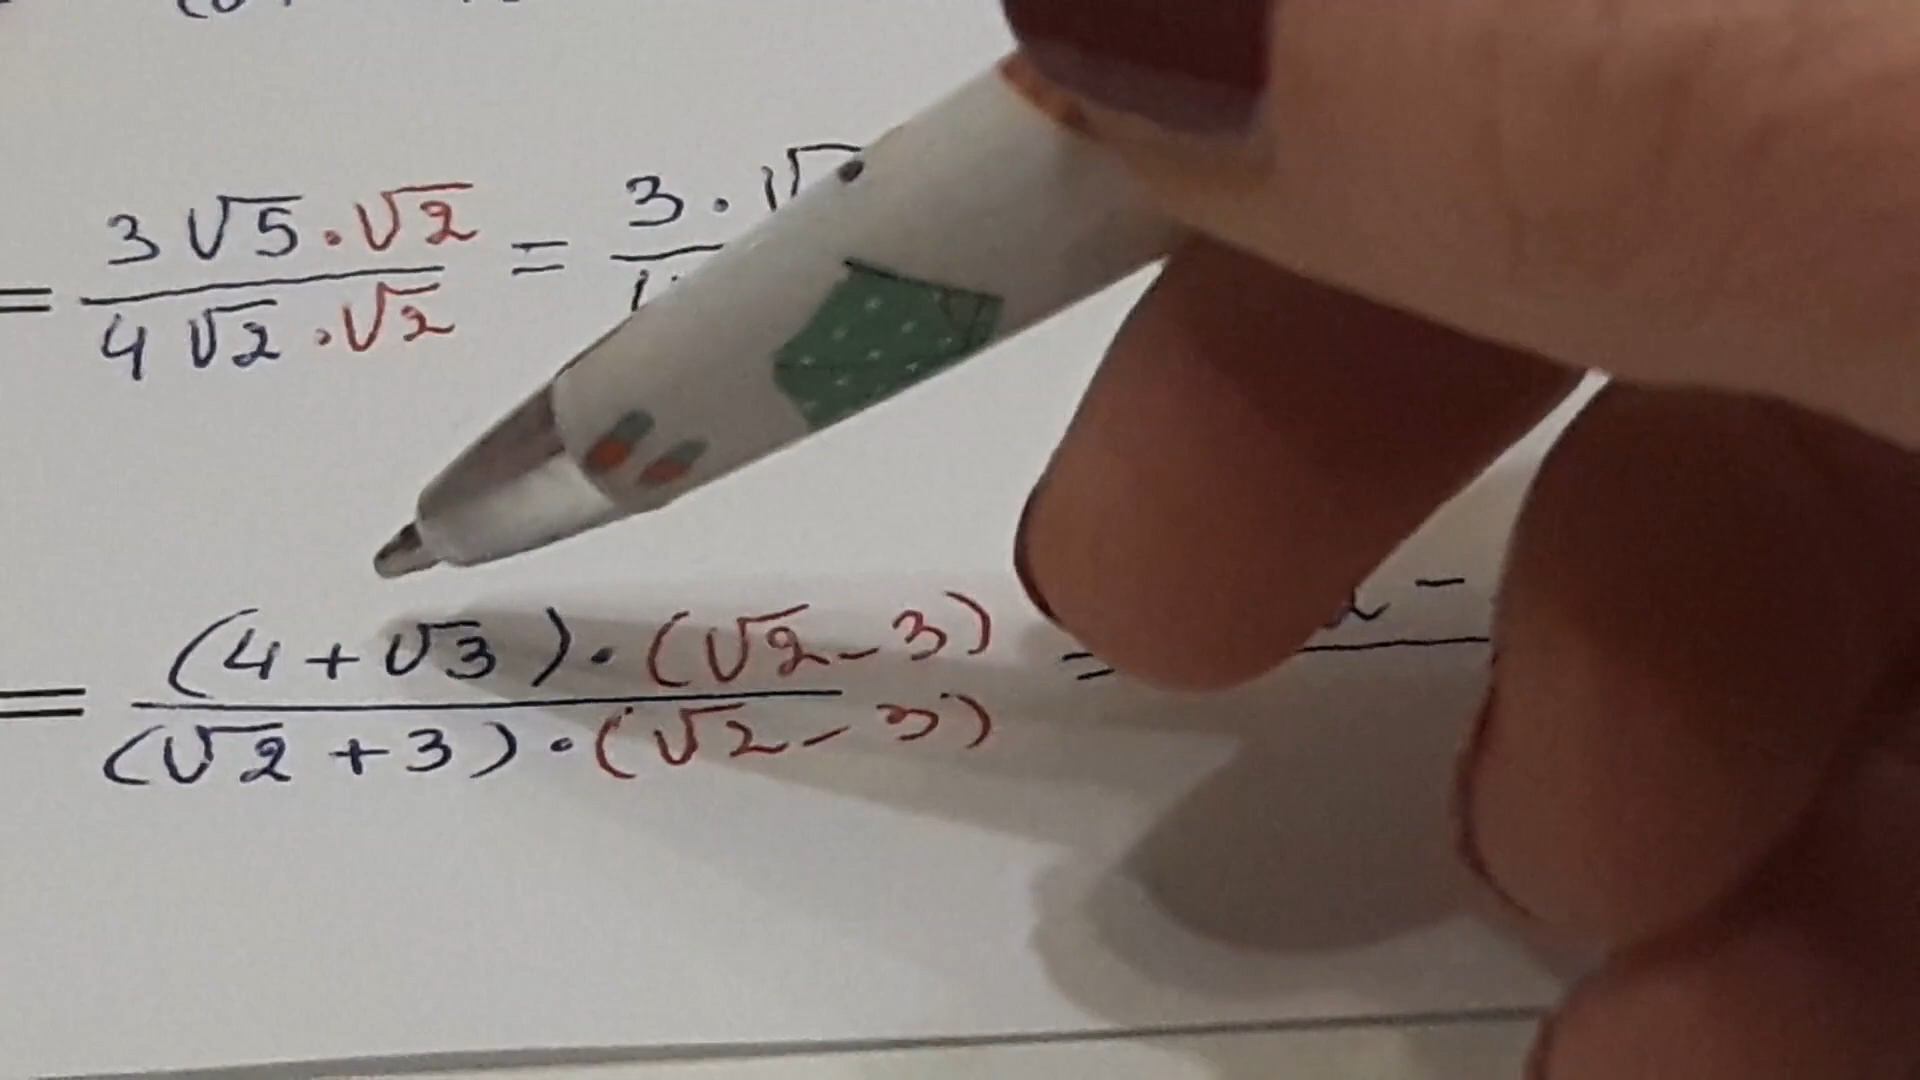 = 3√5·√2 / 4√2·√2 = 3·√
= (4+√3)·(√2-3) / (√2+3)·(√2-3) = -